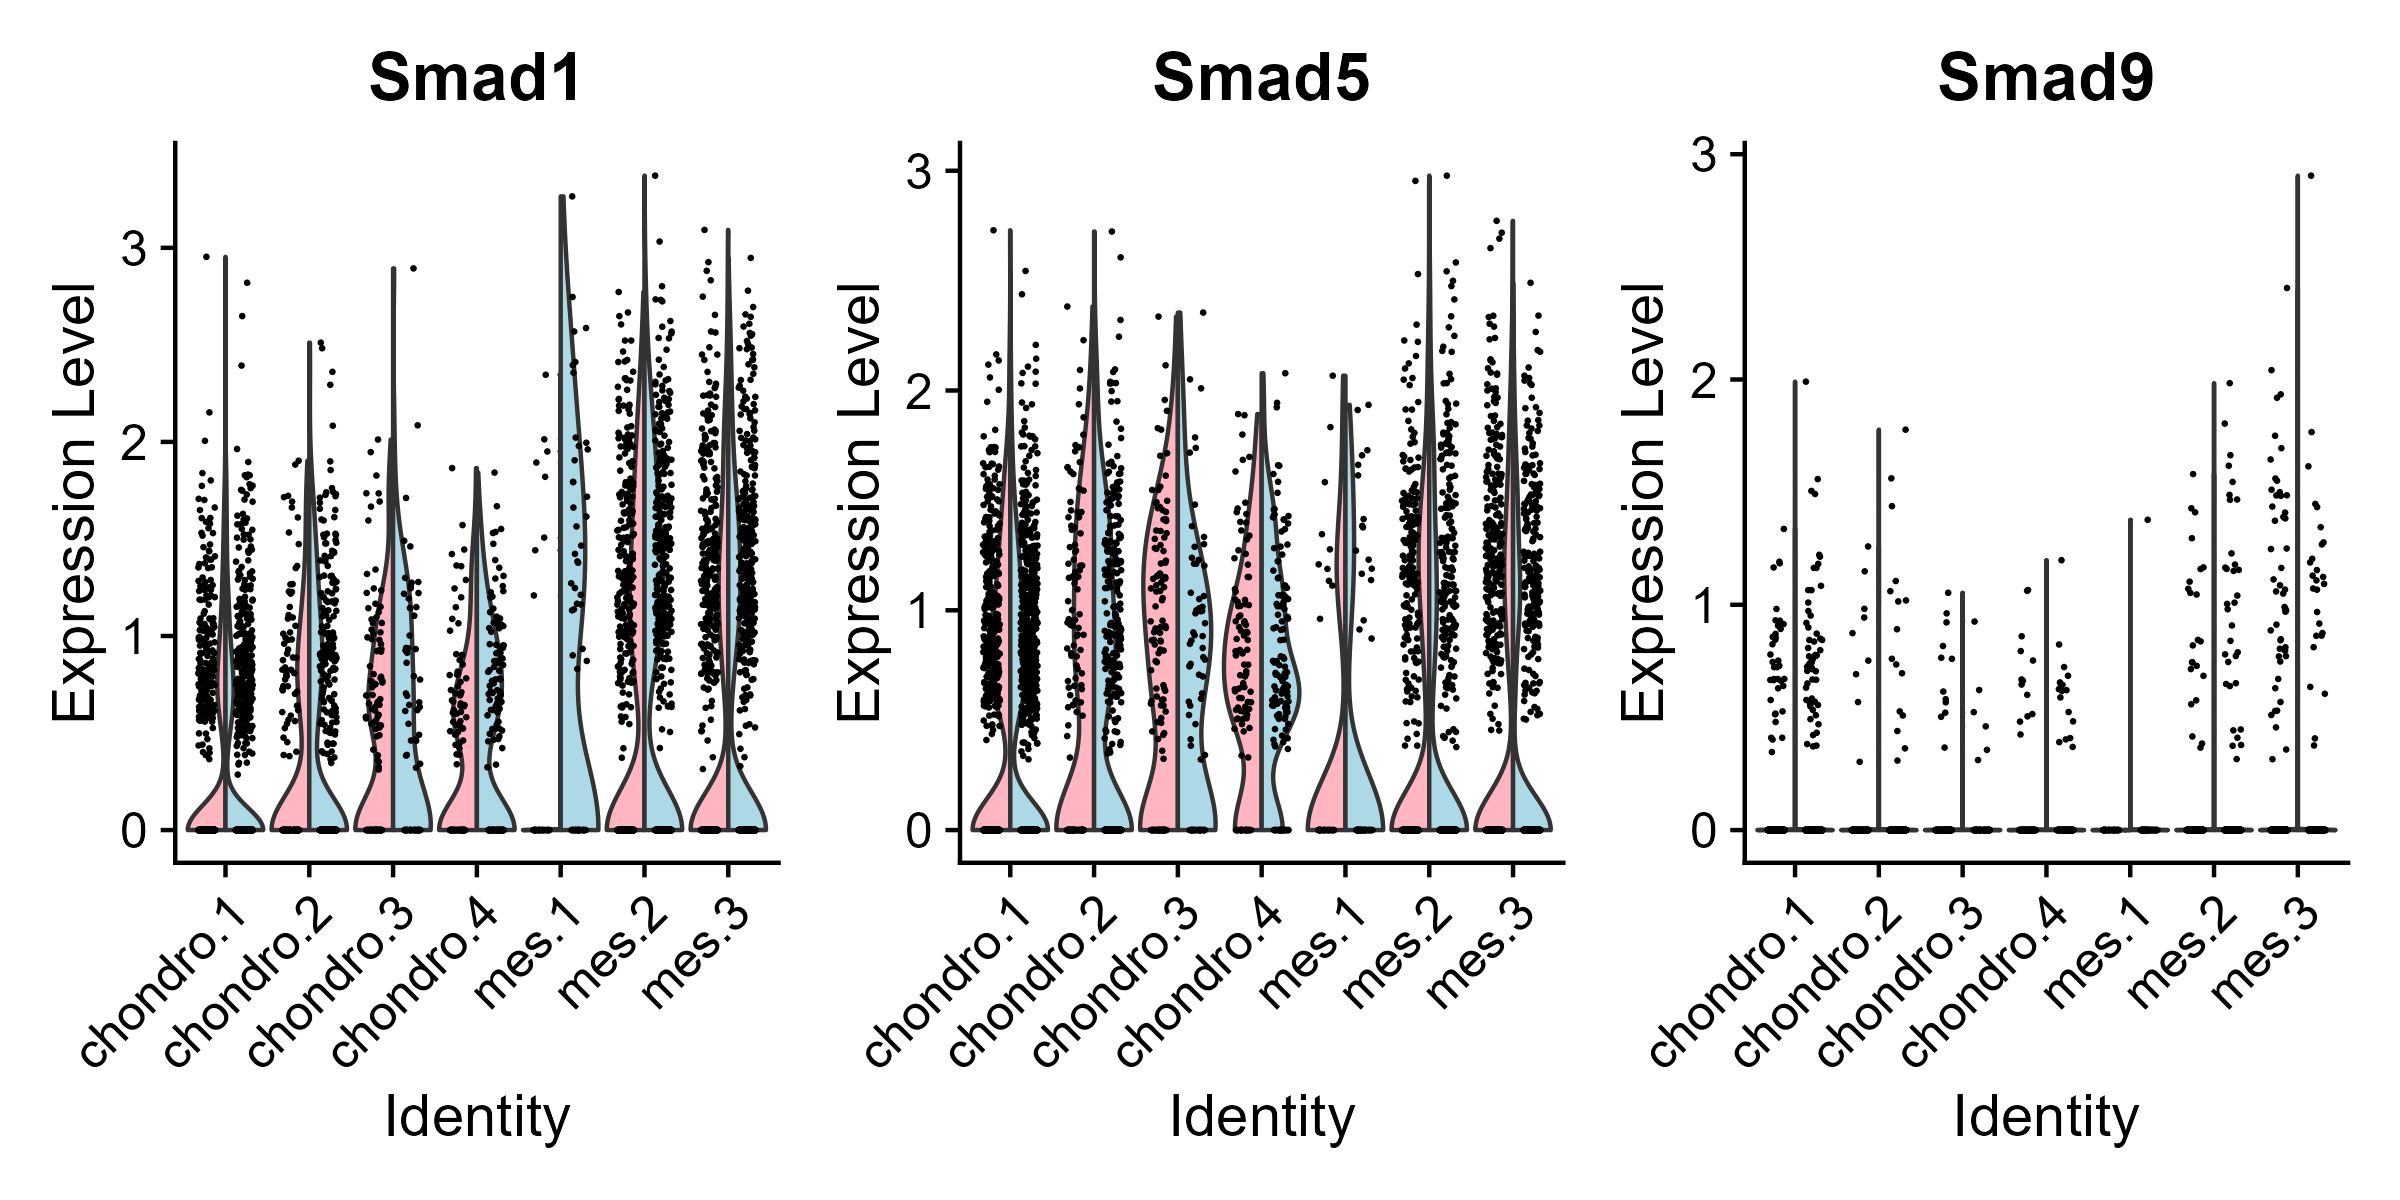 Smad1
Expression Level
3
2
1
0
chondro.1
chondro.2
chondro.3
chondro.4
mes.1
mes.2
mes.3
Identity
Smad5
Expression Level
3
2
1
0
chondro.1
chondro.2
chondro.3
chondro.4
mes.1
mes.2
mes.3
Identity
Smad9
Expression Level
3
2
1
0
chondro.1
chondro.2
chondro.3
chondro.4
mes.1
mes.2
mes.3
Identity